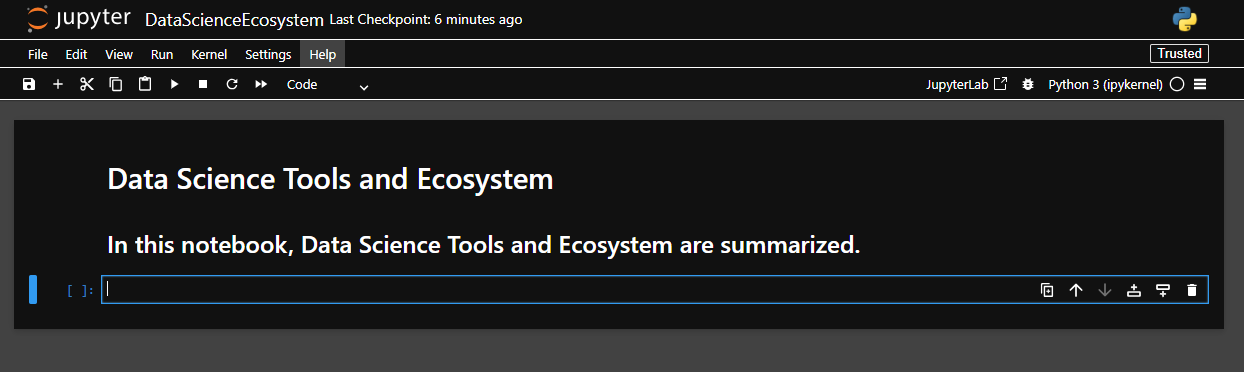 jupyter DataScienceEcosystem Last Checkpoint: 6 minutes ago
File Edit View Run Kernel Settings Help Trusted
Code JupyterLab Python 3 (ipykernel)
Data Science Tools and Ecosystem
In this notebook, Data Science Tools and Ecosystem are summarized.
[ ]: